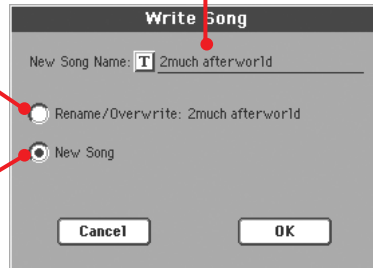 Write Song
New Song Name: T 2much afterworld
Rename/Overwrite: 2much afterworld
New Song
Cancel OK